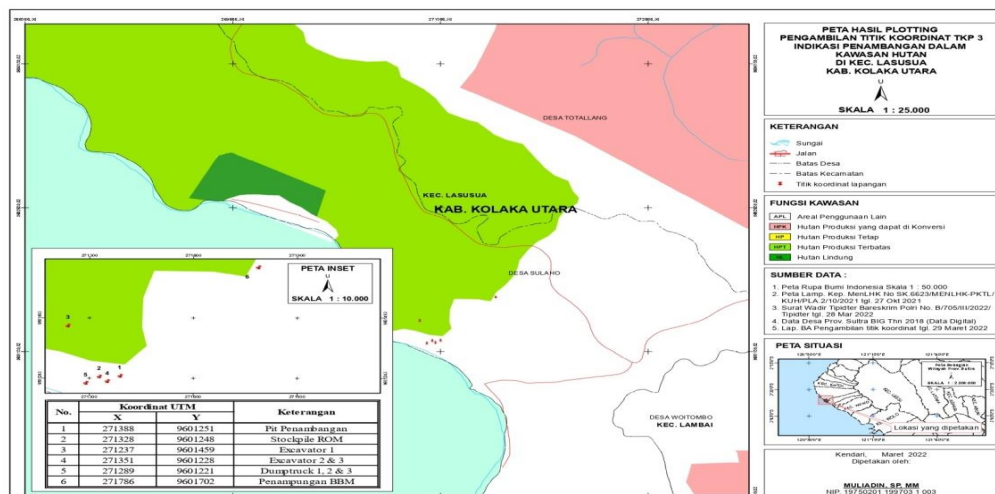 PETA HASIL PLOTTING
PENGAMBILAN TITIK KOORDINAT TKP 3
INDIKASI PENAMBANGAN DALAM
KAWASAN HUTAN
DI KEC. LASUSUA
KAB. KOLAKA UTARA
U
SKALA 1 : 25.000
KETERANGAN
Sungai
Jalan
Batas Desa
Batas Kecamatan
Titik koordinat lapangan
FUNGSI KAWASAN
APL Areal Penggunaan Lain
HPK Hutan Produksi yang dapat di Konversi
HP Hutan Produksi Tetap
HPT Hutan Produksi Terbatas
HL Hutan Lindung
SUMBER DATA :
1. Peta Rupa Bumi Indonesia Skala 1 : 50.000
2. Peta Lamp. Kep. MenLHK No SK.6623/MENLHK-PKTL/
KUH/PLA.2/10/2021 tgl. 27 Okt 2021
3. Surat Wadir Tipidter Bareskrim Polri No. B/705/III/2022/
Tipidter tgl. 28 Mar 2022
4. Data Desa Prov. Sultra BIG Thn 2018 (Data Digital)
5. Lap. BA Pengambilan titik koordinat tgl. 29 Maret 2022
PETA SITUASI
Lokasi yang dipetakan
Kendari, Maret 2022
Dipetakan oleh:
MULIADIN, SP, MM
NIP. 19750201 199703 1 003
DESA TOTALLANG
KEC. LASUSUA
KAB. KOLAKA UTARA
DESA SULAHO
DESA WOITOMBO
KEC. LAMBAI
PETA INSET
U
SKALA 1 : 10.000
6
3
2
1
5
4
No. Koordinat UTM Keterangan
X Y
1 271388 9601251 Pit Penambangan
2 271328 9601248 Stockpile ROM
3 271237 9601459 Excavator 1
4 271351 9601228 Excavator 2 & 3
5 271289 9601221 Dumptruck 1, 2 & 3
6 271786 9601702 Penampungan BBM